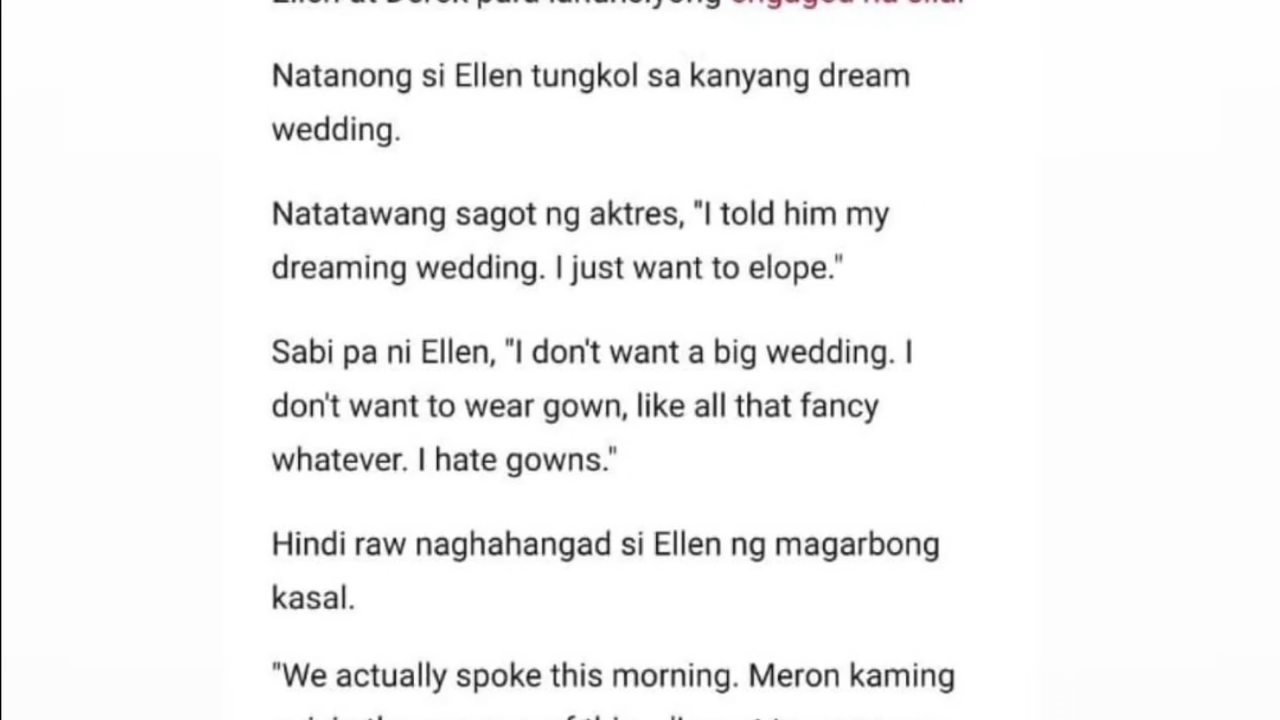 Natanong si Ellen tungkol sa kanyang dream
wedding.
Natatawang sagot ng aktres, "I told him my
dreaming wedding. I just want to elope."
Sabi pa ni Ellen, "I don't want a big wedding. I
don't want to wear gown, like all that fancy
whatever. I hate gowns."
Hindi raw naghahangad si Ellen ng magarbong
kasal.
"We actually spoke this morning. Meron kaming